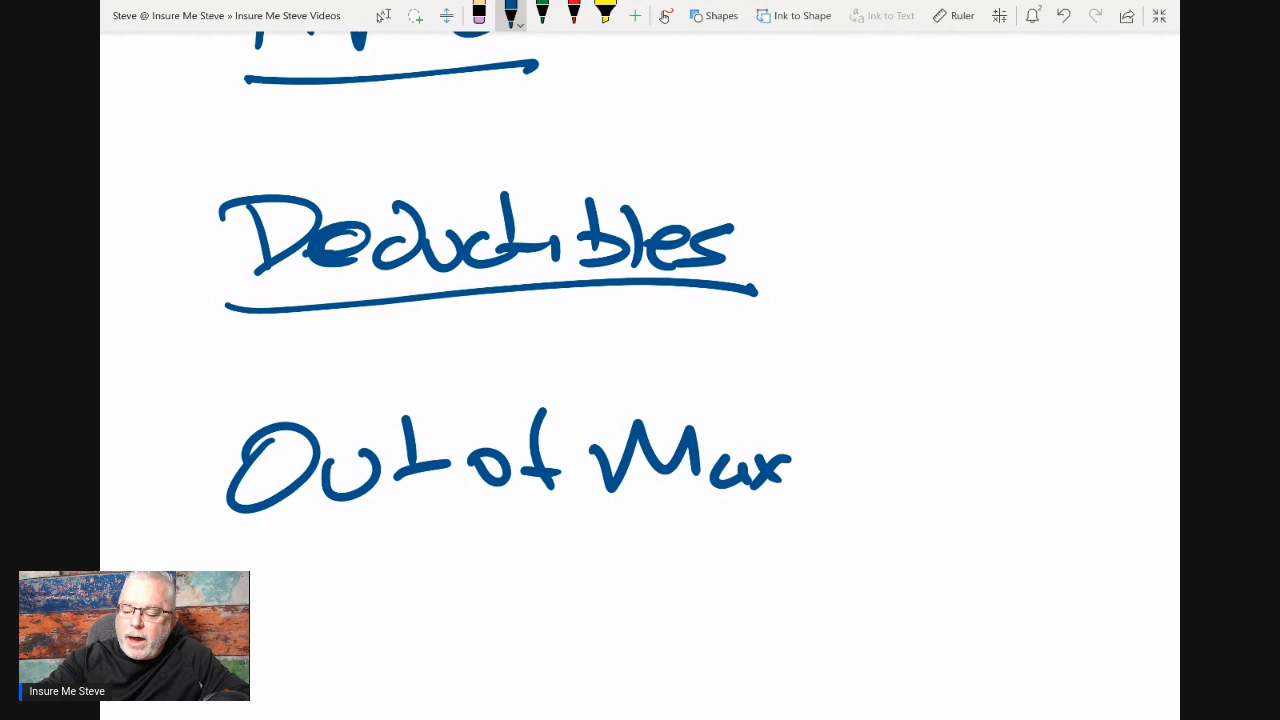 Steve @ Insure Me Steve » Insure Me Steve Videos
Shapes
Ink to Shape
Ink to Text
Ruler
2
Deductibles
Out of Max
Insure Me Steve